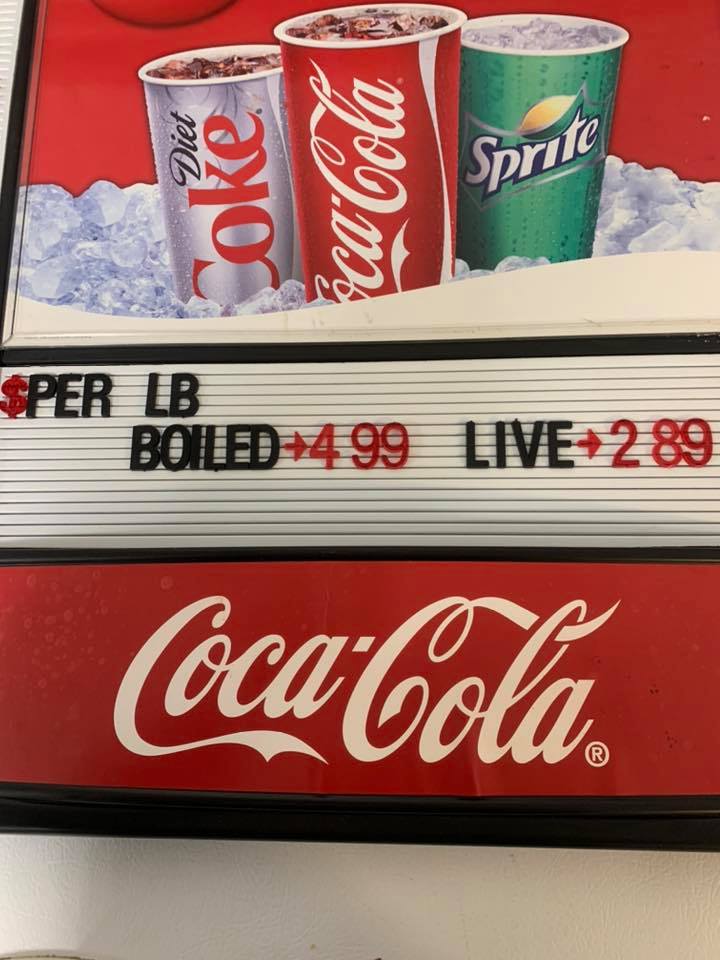 Diet Coke
Coca-Cola
Sprite
$PER LB
BOILED→4 99 LIVE→2 89
Coca-Cola®